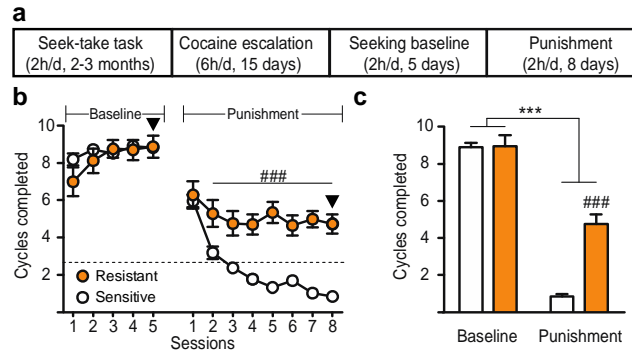 a
Seek-take task
(2h/d, 2-3 months)
Cocaine escalation
(6h/d, 15 days)
Seeking baseline
(2h/d, 5 days)
Punishment
(2h/d, 8 days)
b
Baseline
Punishment
Cycles completed
10
8
6
4
2
###
Resistant
Sensitive
1 2 3 4 5
1 2 3 4 5 6 7 8
Sessions
c
Cycles completed
10
8
6
4
2
***
###
Baseline
Punishment